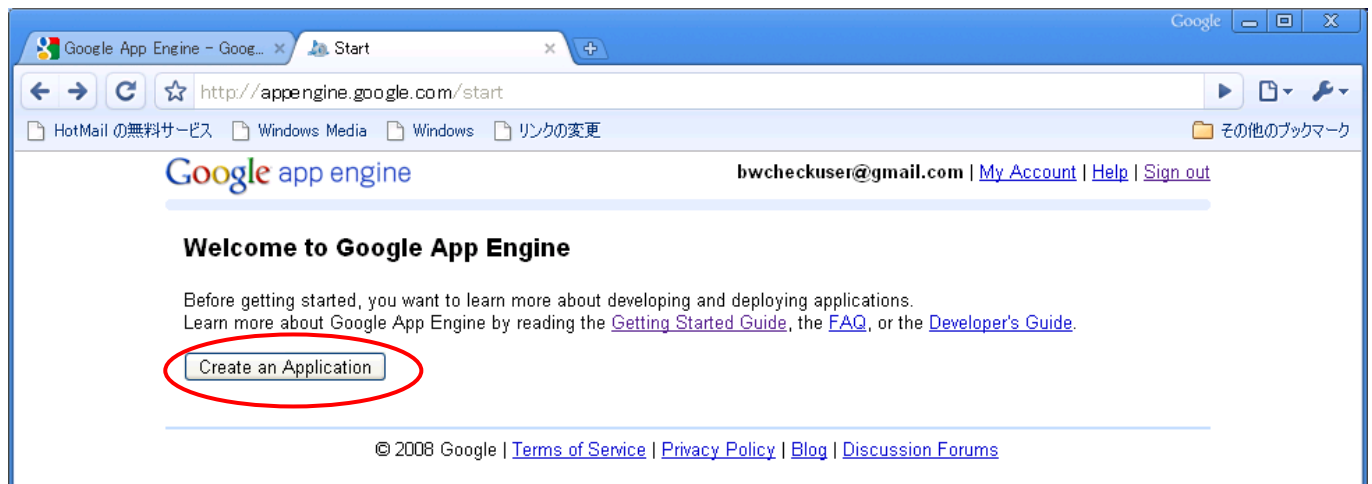 Google
Google App Engine - Goog... Start
http://appengine.google.com/start
HotMail の無料サービス Windows Media Windows リンクの変更 その他のブックマーク
Google app engine bwcheckuser@gmail.com | My Account | Help | Sign out
Welcome to Google App Engine
Before getting started, you want to learn more about developing and deploying applications.
Learn more about Google App Engine by reading the Getting Started Guide, the FAQ, or the Developer's Guide.
Create an Application
© 2008 Google | Terms of Service | Privacy Policy | Blog | Discussion Forums